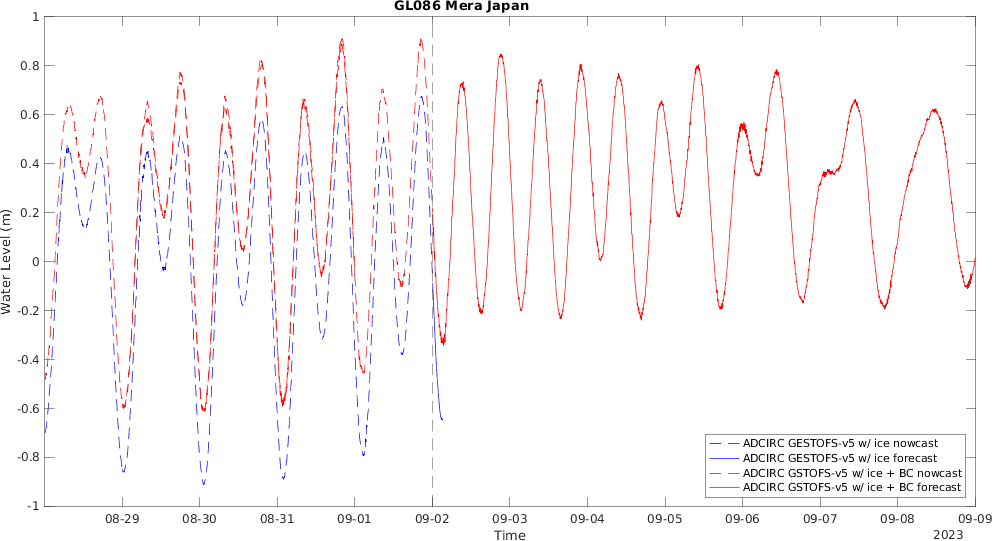 GL086 Mera Japan
Water Level (m)
1
0.8
0.6
0.4
0.2
0
-0.2
-0.4
-0.6
-0.8
-1
ADCIRC GESTOFS-v5 w/ ice nowcast
ADCIRC GESTOFS-v5 w/ ice forecast
ADCIRC GSTOFS-v5 w/ ice + BC nowcast
ADCIRC GSTOFS-v5 w/ ice + BC forecast
08-29 08-30 08-31 09-01 09-02 09-03 09-04 09-05 09-06 09-07 09-08 09-09
Time
2023